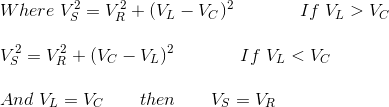 Where V_S^2 = V_R^2 + (V_L − V_C)^2 If V_L > V_C
V_S^2 = V_R^2 + (V_C − V_L)^2 If V_L < V_C
And V_L = V_C then V_S = V_R